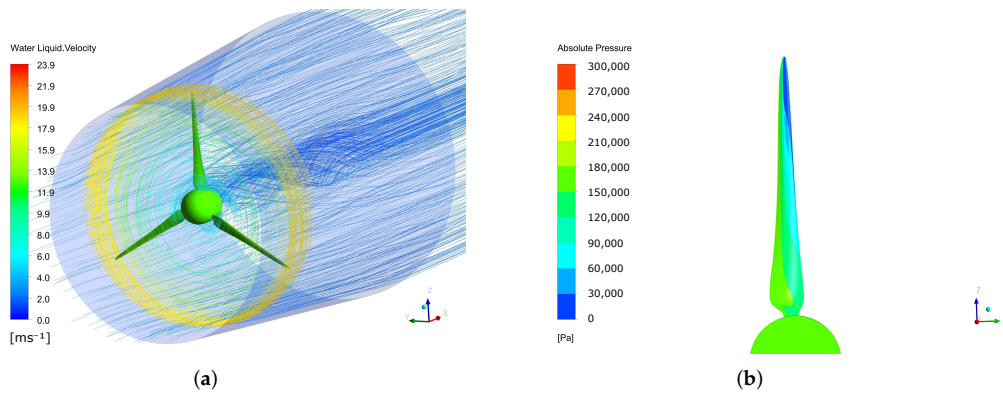 Water Liquid.Velocity
23.9
21.9
19.9
17.9
15.9
13.9
11.9
9.9
8.0
6.0
4.0
2.0
0.0
[ms⁻¹]
Z
Y
X
(a)
Absolute Pressure
300,000
270,000
240,000
210,000
180,000
150,000
120,000
90,000
60,000
30,000
0
[Pa]
Z
(b)